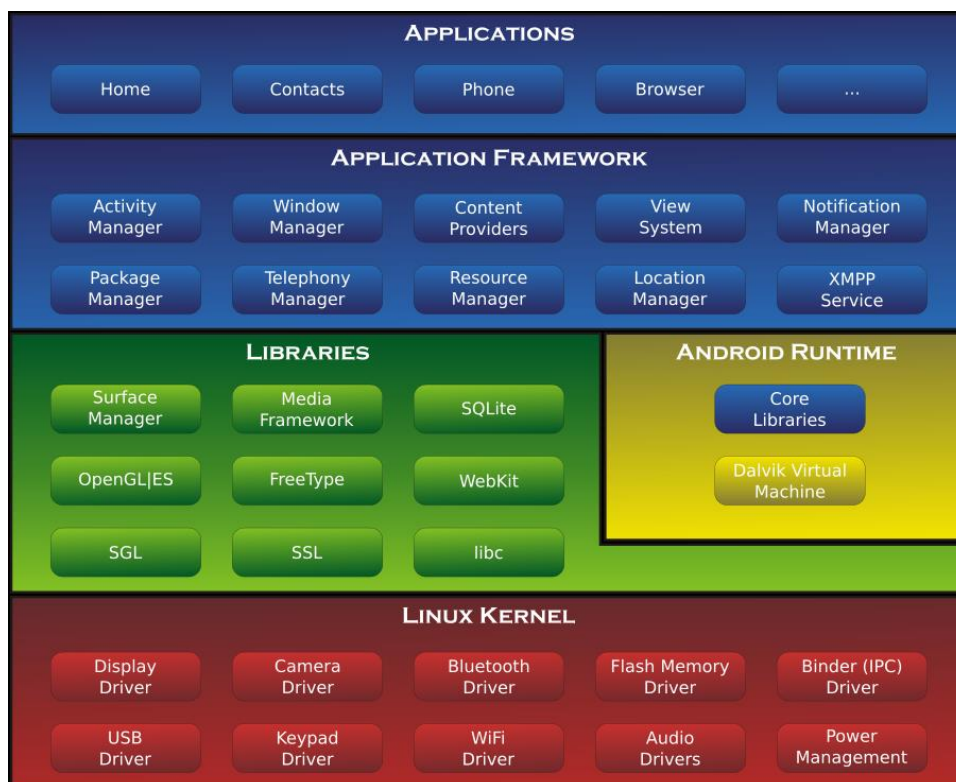 APPLICATIONS
Home
Contacts
Phone
Browser
...
APPLICATION FRAMEWORK
Activity
Manager
Window
Manager
Content
Providers
View
System
Notification
Manager
Package
Manager
Telephony
Manager
Resource
Manager
Location
Manager
XMPP
Service
LIBRARIES
Surface
Manager
Media
Framework
SQLite
OpenGL|ES
FreeType
WebKit
SGL
SSL
libc
ANDROID RUNTIME
Core
Libraries
Dalvik Virtual
Machine
LINUX KERNEL
Display
Driver
Camera
Driver
Bluetooth
Driver
Flash Memory
Driver
Binder (IPC)
Driver
USB
Driver
Keypad
Driver
WiFi
Driver
Audio
Drivers
Power
Management